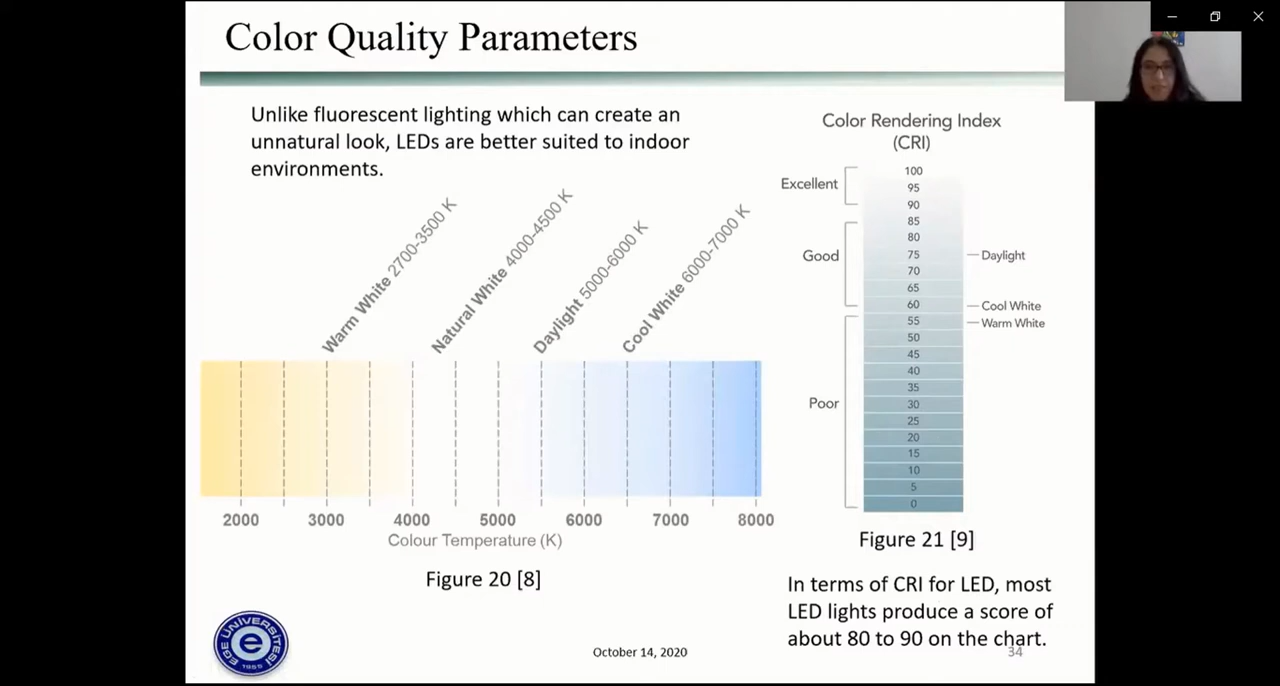 Color Quality Parameters
Unlike fluorescent lighting which can create an
unnatural look, LEDs are better suited to indoor
environments.
Warm White 2700-3500 K
Natural White 4000-4500 K
Daylight 5000-6000 K
Cool White 6000-7000 K
2000 3000 4000 5000 6000 7000 8000
Colour Temperature (K)
Figure 20 [8]
Color Rendering Index
(CRI)
Excellent
Good
Poor
100
95
90
85
80
75
70
65
60
55
50
45
40
35
30
25
20
15
10
5
0
Daylight
Cool White
Warm White
Figure 21 [9]
In terms of CRI for LED, most
LED lights produce a score of
about 80 to 90 on the chart.
EGE ÜNİVERSİTESİ
e
1955
October 14, 2020
34